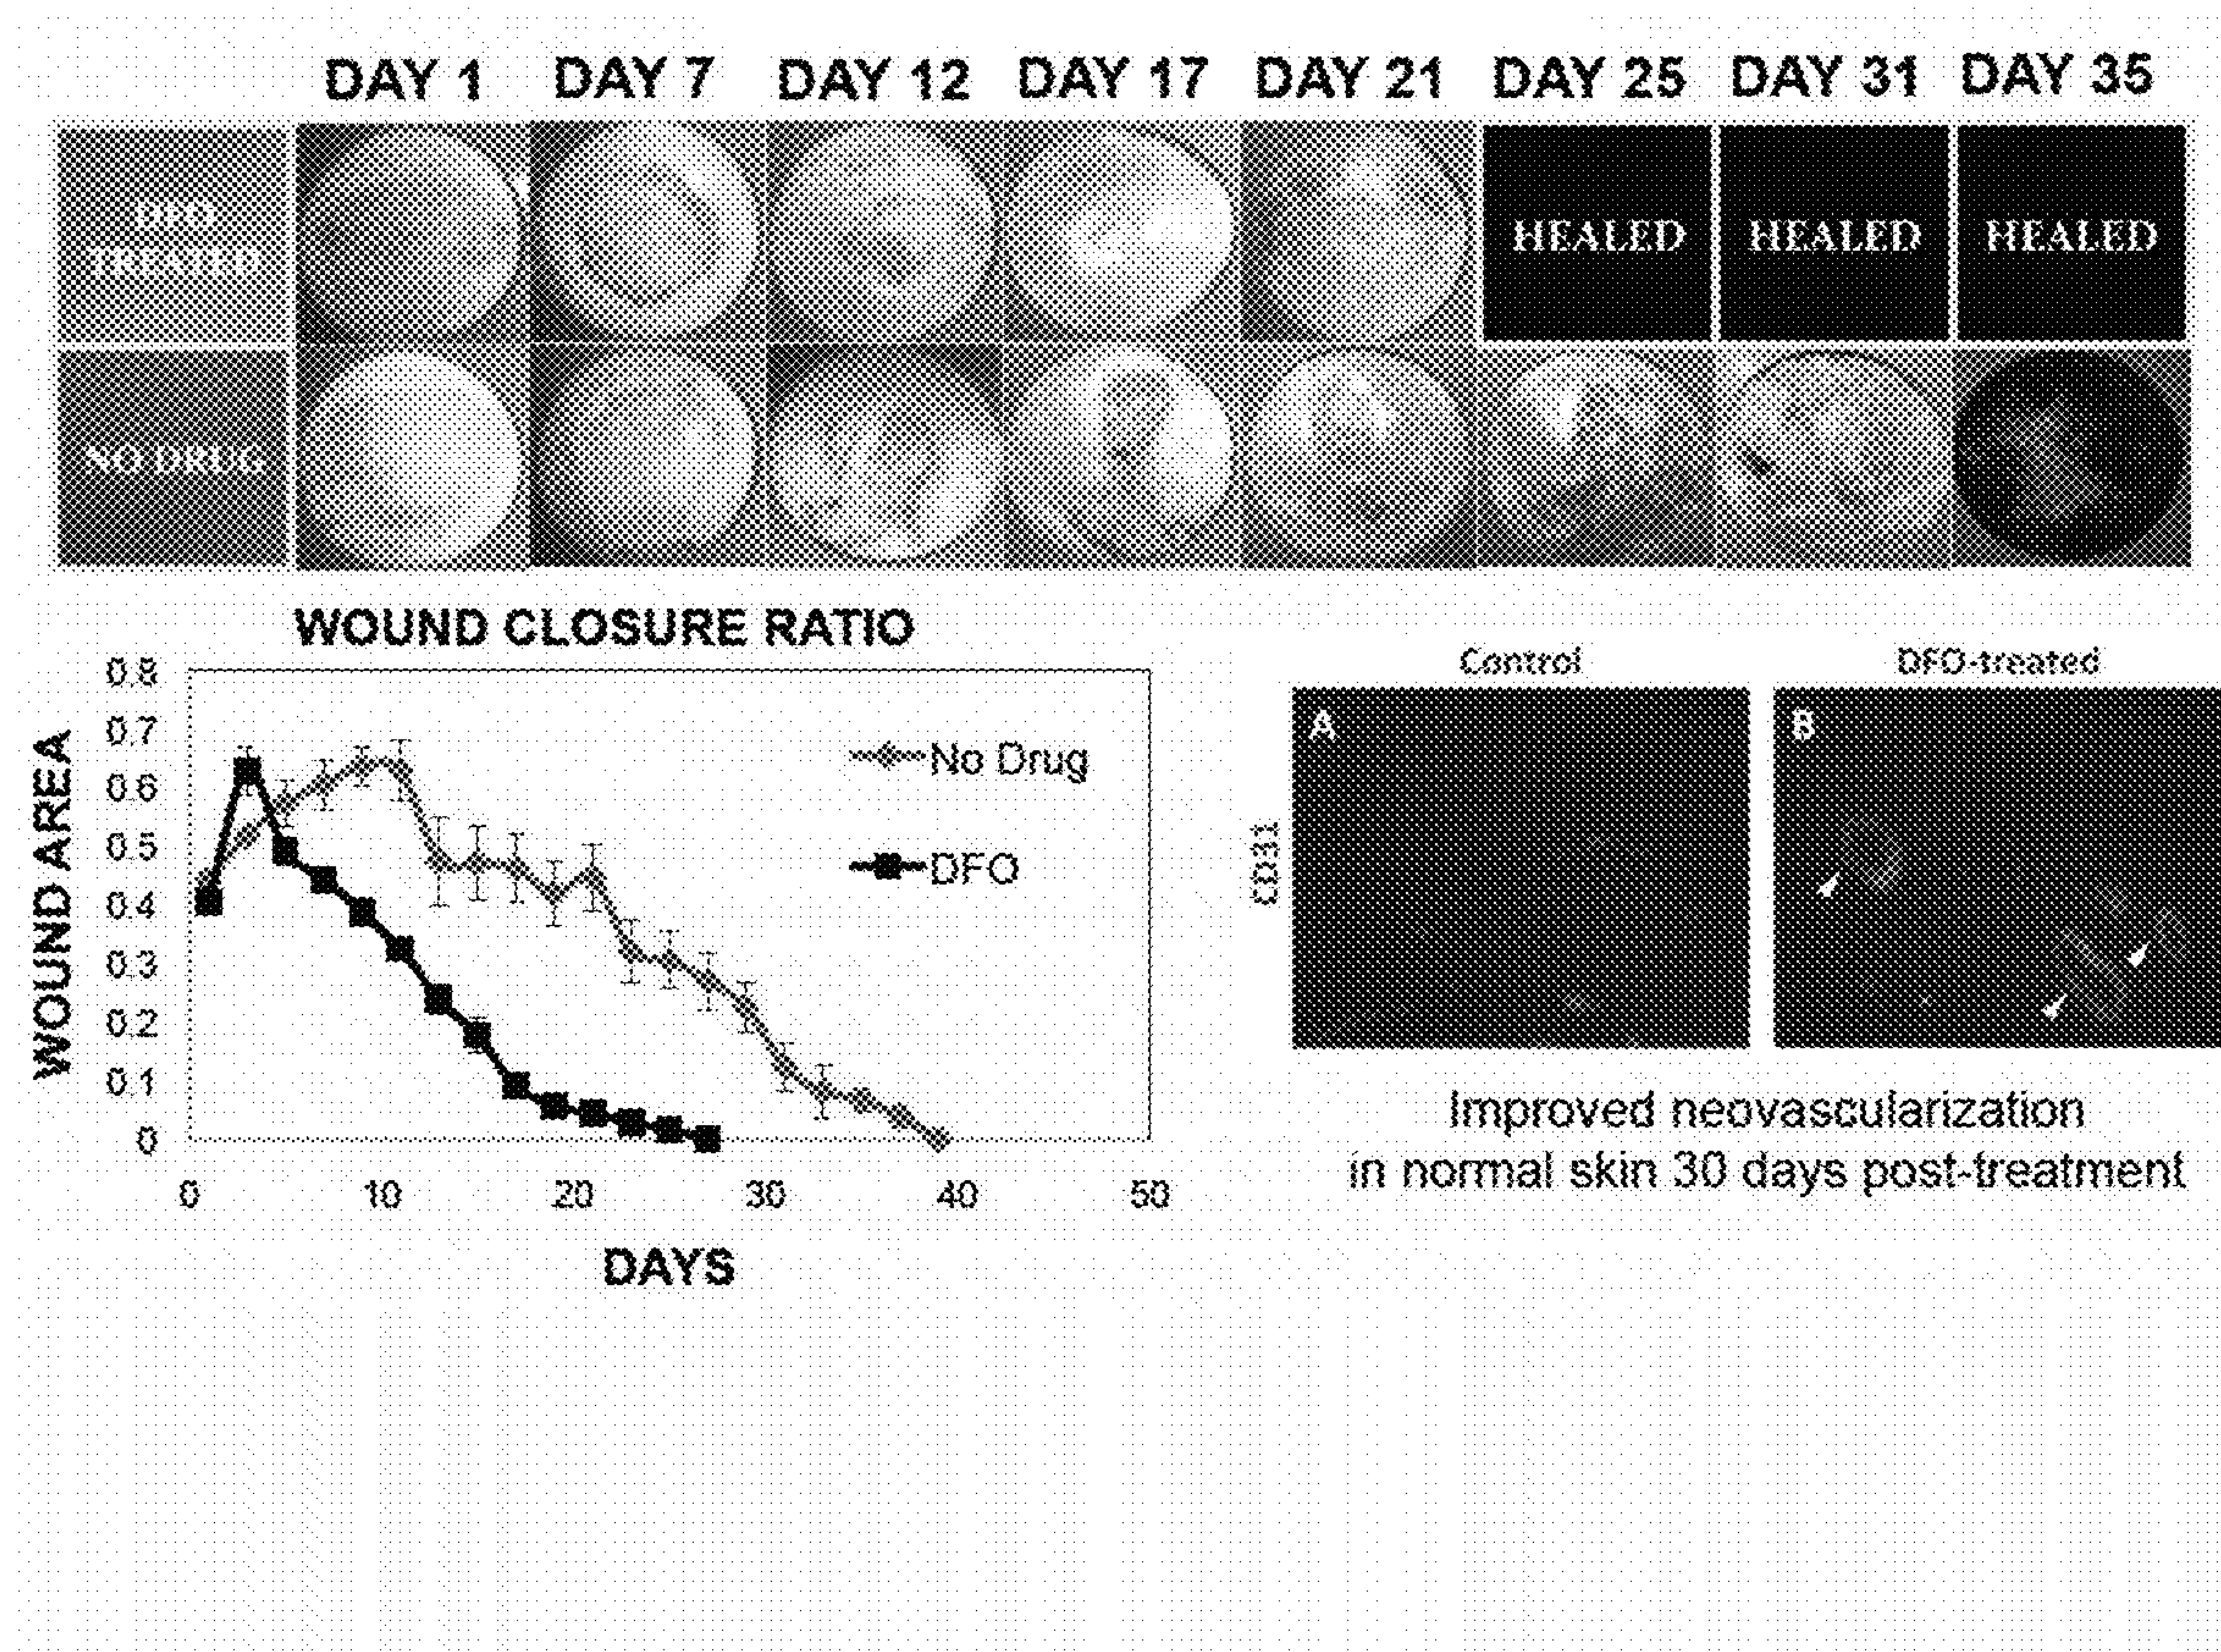 DAY 1 DAY 7 DAY 12 DAY 17 DAY 21 DAY 25 DAY 31 DAY 35
DFO
TREATED
HEALED HEALED HEALED
NO DRUG
WOUND CLOSURE RATIO
WOUND AREA
0.8
0.7
0.6
0.5
0.4
0.3
0.2
0.1
0
0 10 20 30 40 50
DAYS
No Drug
DFO
Control DFO-treated
A B
CD31
Improved neovascularization
in normal skin 30 days post-treatment